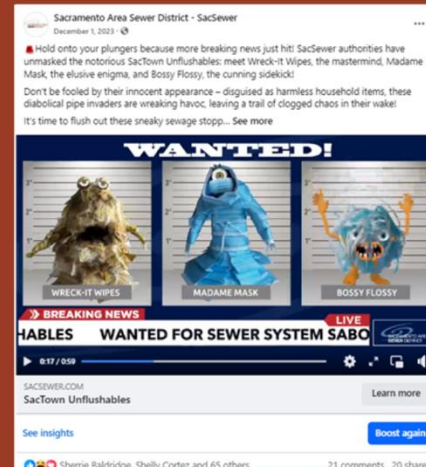 Sacramento Area Sewer District - SacSewer
December 1, 2023 ·
🚨Hold onto your plungers because more breaking news just hit! SacSewer authorities have
unmasked the notorious SacTown Unflushables: meet Wreck-it Wipes, the mastermind, Madame
Mask, the elusive enigma, and Bossy Flossy, the cunning sidekick!
Don't be fooled by their innocent appearance – disguised as harmless household items, these
diabolical pipe invaders are wreaking havoc, leaving a trail of clogged chaos in their wake!
It's time to flush out these sneaky sewage stopp... See more
WANTED!
WRECK-IT WIPES
MADAME MASK
BOSSY FLOSSY
BREAKING NEWS
LIVE
HABLES WANTED FOR SEWER SYSTEM SABO
0:17 / 0:59
SACSEWER.COM
SacTown Unflushables
Learn more
See insights
Boost again
Sherrie Baldridge, Shelly Cortez and 65 others
21 comments 20 share